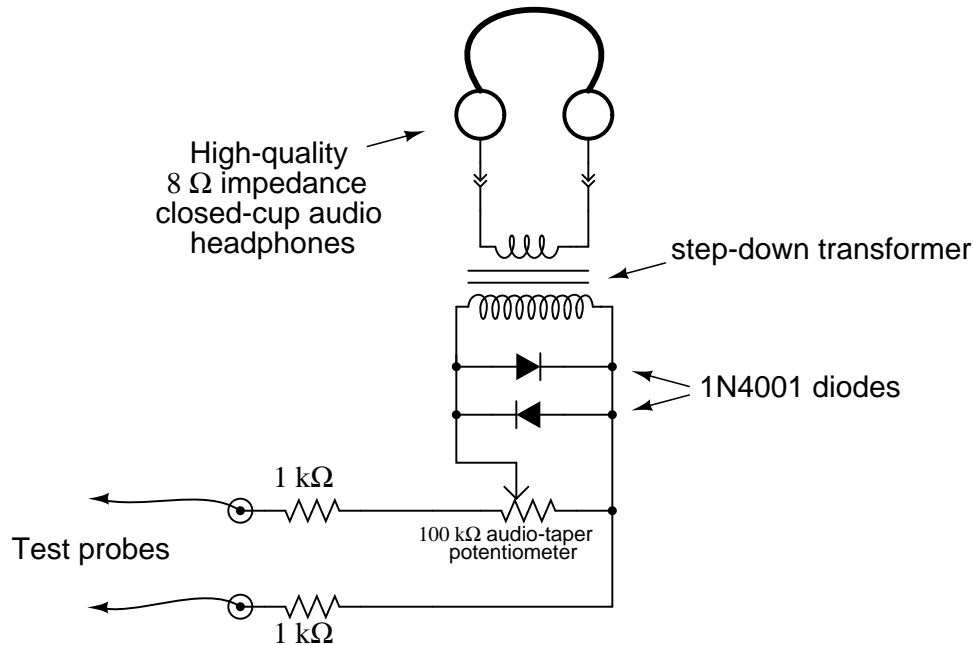 High-quality
8 Ω impedance
closed-cup audio
headphones
step-down transformer
1N4001 diodes
1 kΩ
100 kΩ audio-taper
potentiometer
Test probes
1 kΩ